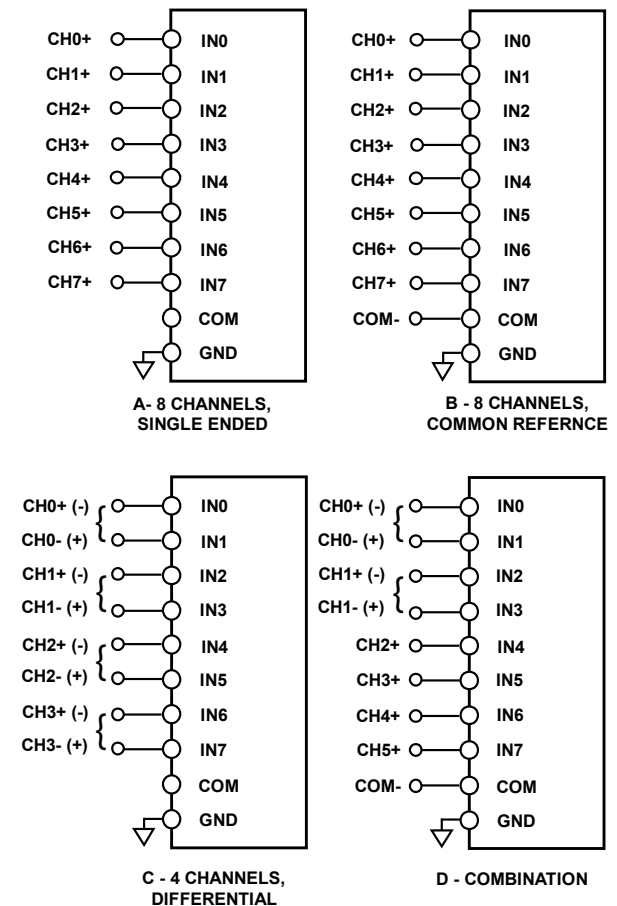 CH0+ IN0
CH1+ IN1
CH2+ IN2
CH3+ IN3
CH4+ IN4
CH5+ IN5
CH6+ IN6
CH7+ IN7
COM
GND
A- 8 CHANNELS,
SINGLE ENDED
CH0+ IN0
CH1+ IN1
CH2+ IN2
CH3+ IN3
CH4+ IN4
CH5+ IN5
CH6+ IN6
CH7+ IN7
COM- COM
GND
B - 8 CHANNELS,
COMMON REFERNCE
CH0+ (-) IN0
CH0- (+) IN1
CH1+ (-) IN2
CH1- (+) IN3
CH2+ (-) IN4
CH2- (+) IN5
CH3+ (-) IN6
CH3- (+) IN7
COM
GND
C - 4 CHANNELS,
DIFFERENTIAL
CH0+ (-) IN0
CH0- (+) IN1
CH1+ (-) IN2
CH1- (+) IN3
CH2+ IN4
CH3+ IN5
CH4+ IN6
CH5+ IN7
COM- COM
GND
D - COMBINATION